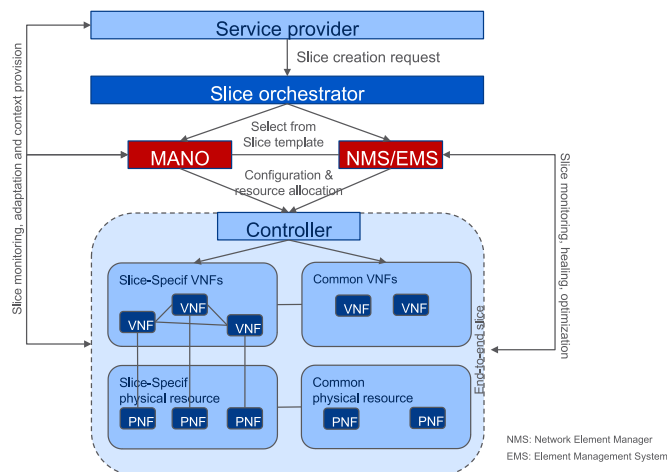 Service provider
Slice creation request
Slice orchestrator
Select from
Slice template
MANO
NMS/EMS
Configuration &
resource allocation
Controller
Slice-Specif VNFs
Common VNFs
VNF
VNF
VNF
VNF
VNF
Slice-Specif
physical resource
Common
physical resource
PNF
PNF
PNF
PNF
PNF
End-to-end slice
Slice monitoring, adaptation and context provision
Slice monitoring, healing, optimization
NMS: Network Element Manager
EMS: Element Management System